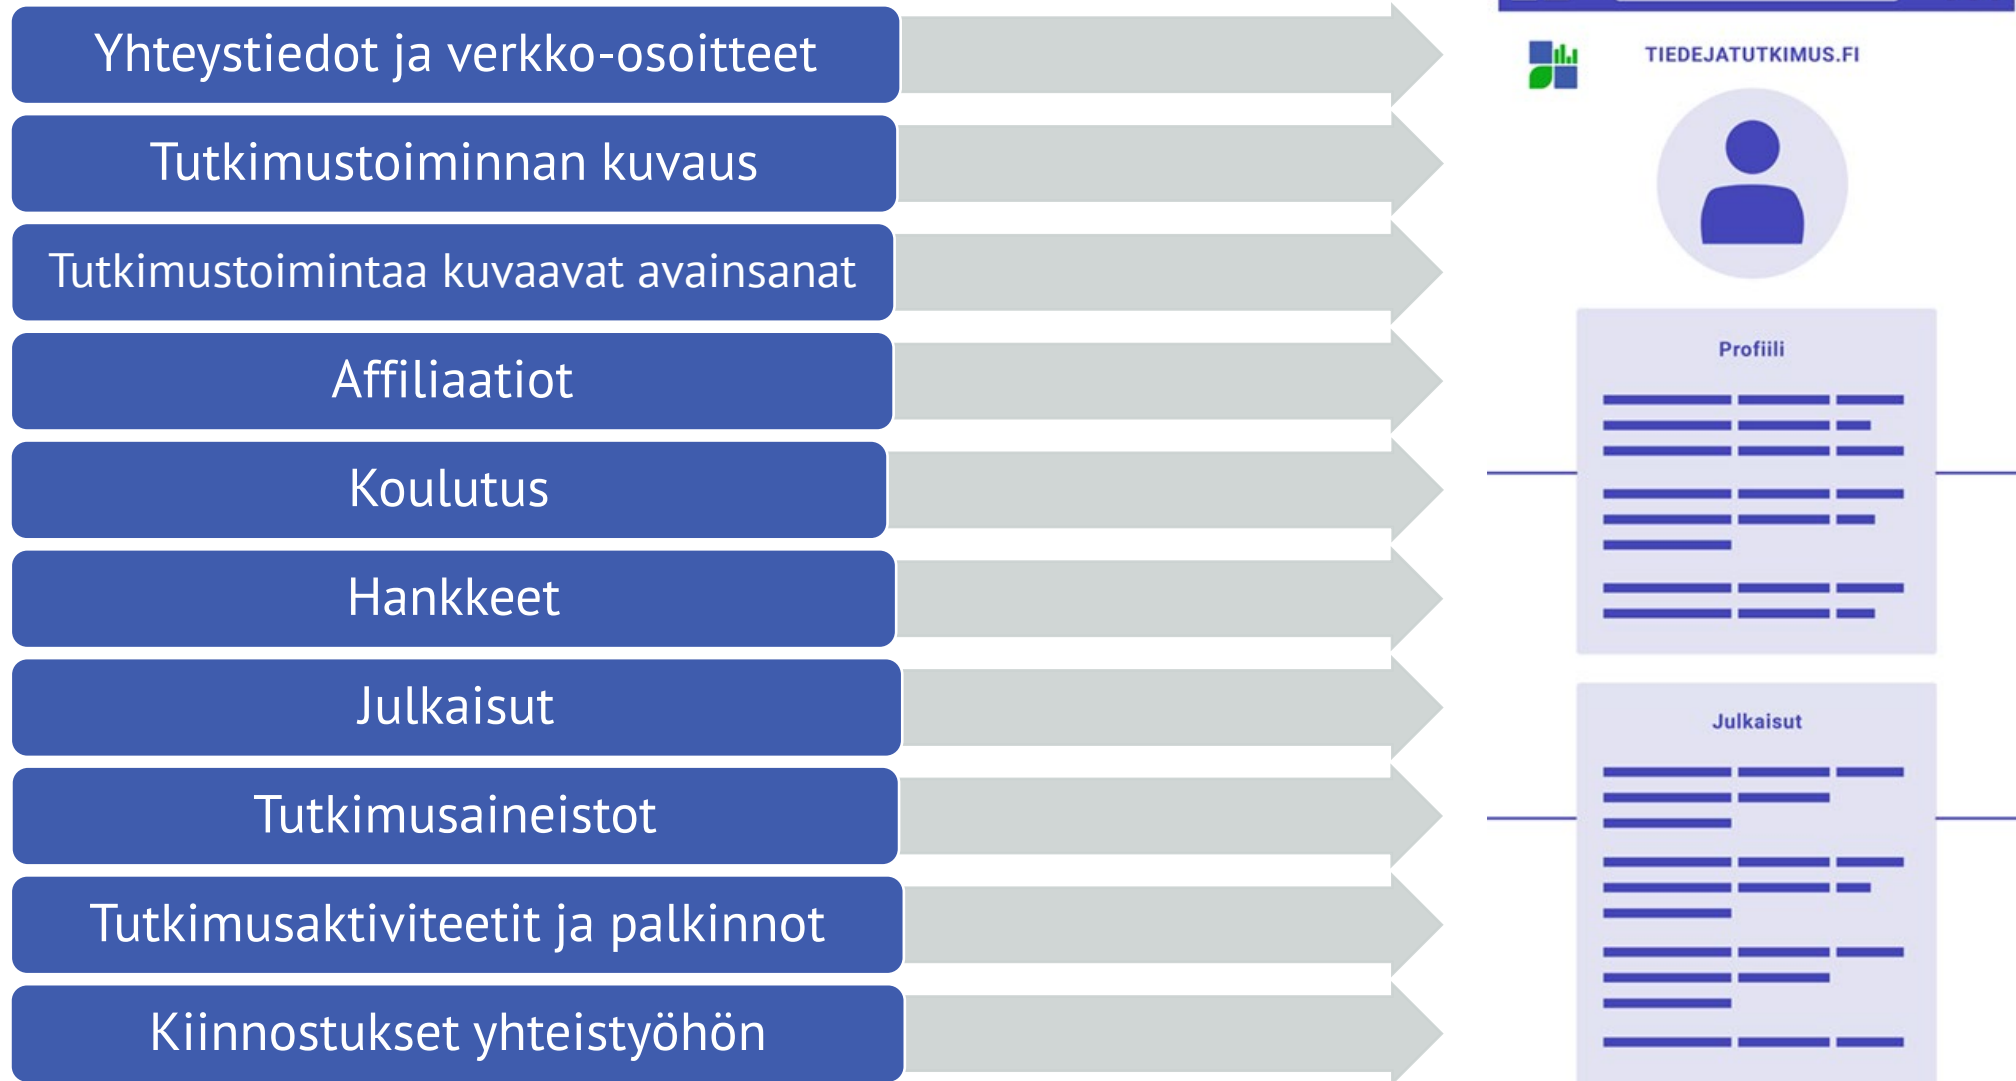 Yhteystiedot ja verkko-osoitteet
Tutkimustoiminnan kuvaus
Tutkimustoimintaa kuvaavat avainsanat
Affiliaatiot
Koulutus
Hankkeet
Julkaisut
Tutkimusaineistot
Tutkimusaktiviteetit ja palkinnot
Kiinnostukset yhteistyöhön
TIEDEJATUTKIMUS.FI
Profiili
Julkaisut